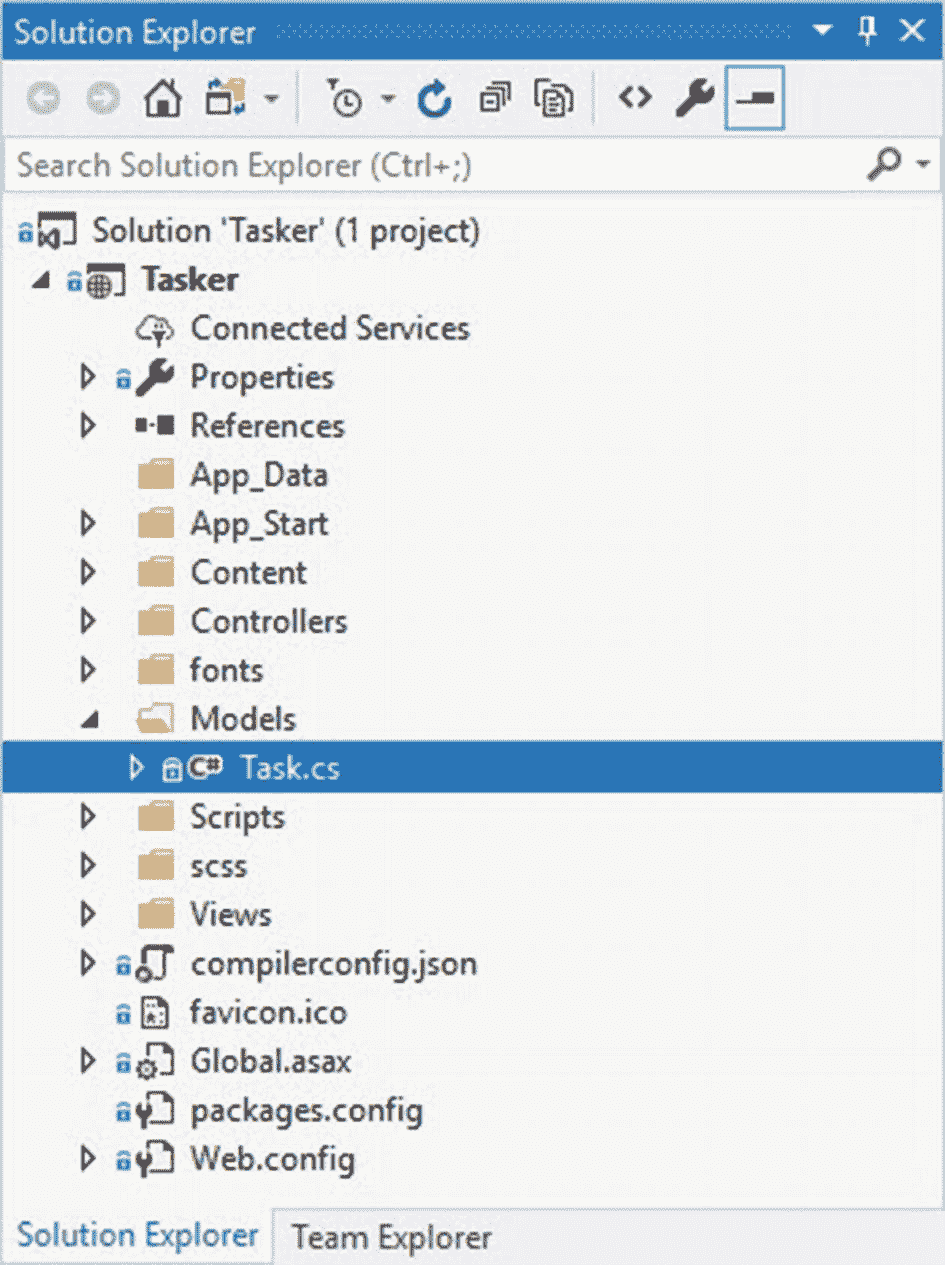 Solution Explorer
Search Solution Explorer (Ctrl+;)
Solution 'Tasker' (1 project)
Tasker
Connected Services
Properties
References
App_Data
App_Start
Content
Controllers
fonts
Models
C# Task.cs
Scripts
scss
Views
compilerconfig.json
favicon.ico
Global.asax
packages.config
Web.config
Solution Explorer Team Explorer